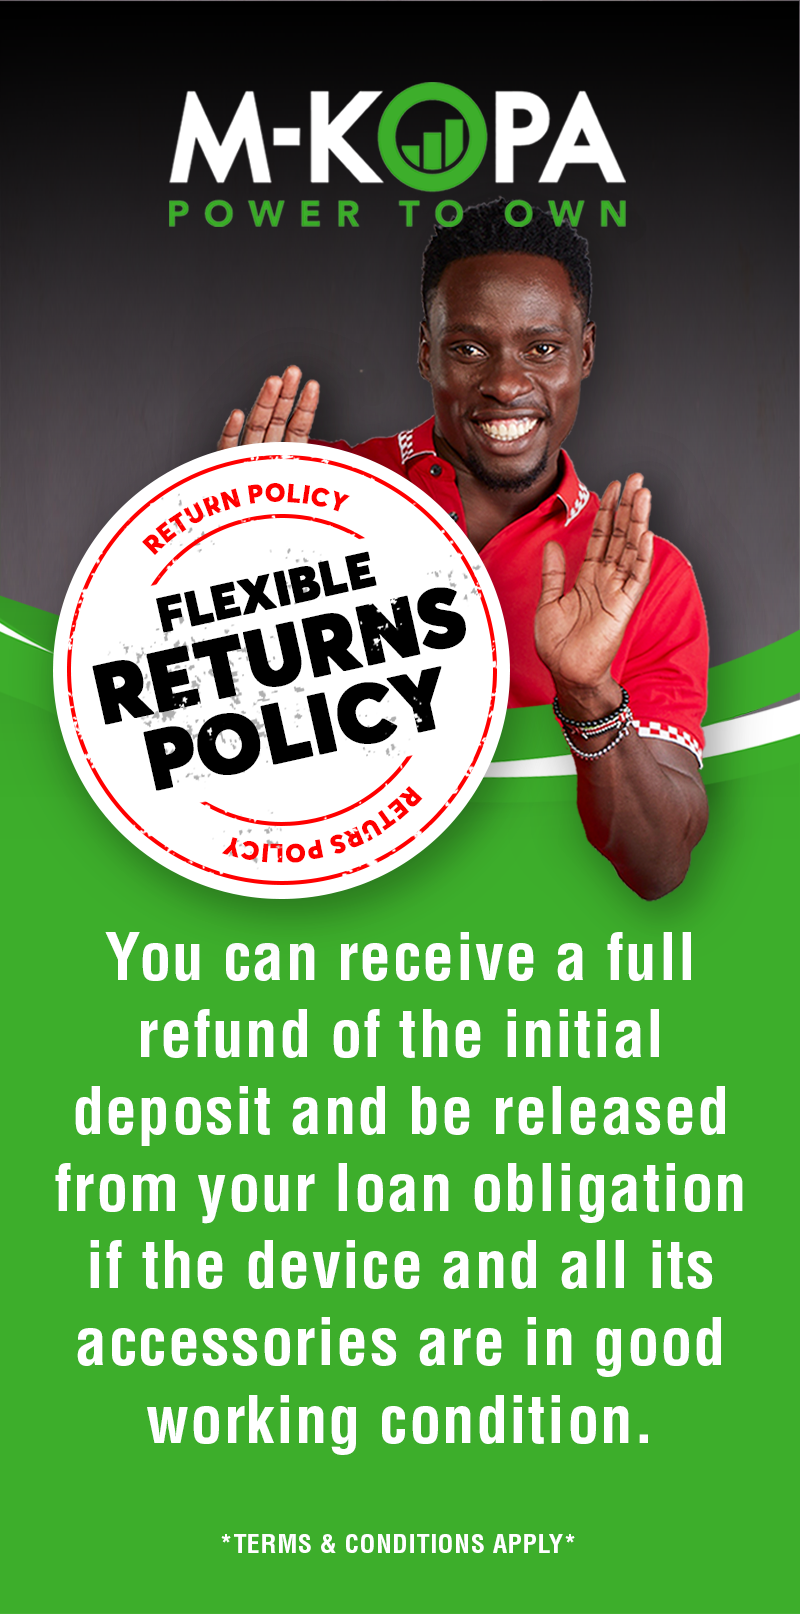 M-KOPA
POWER TO OWN
RETURN POLICY
FLEXIBLE
RETURNS
POLICY
RETURS POLICY
You can receive a full
refund of the initial
deposit and be released
from your loan obligation
if the device and all its
accessories are in good
working condition.
*TERMS & CONDITIONS APPLY*